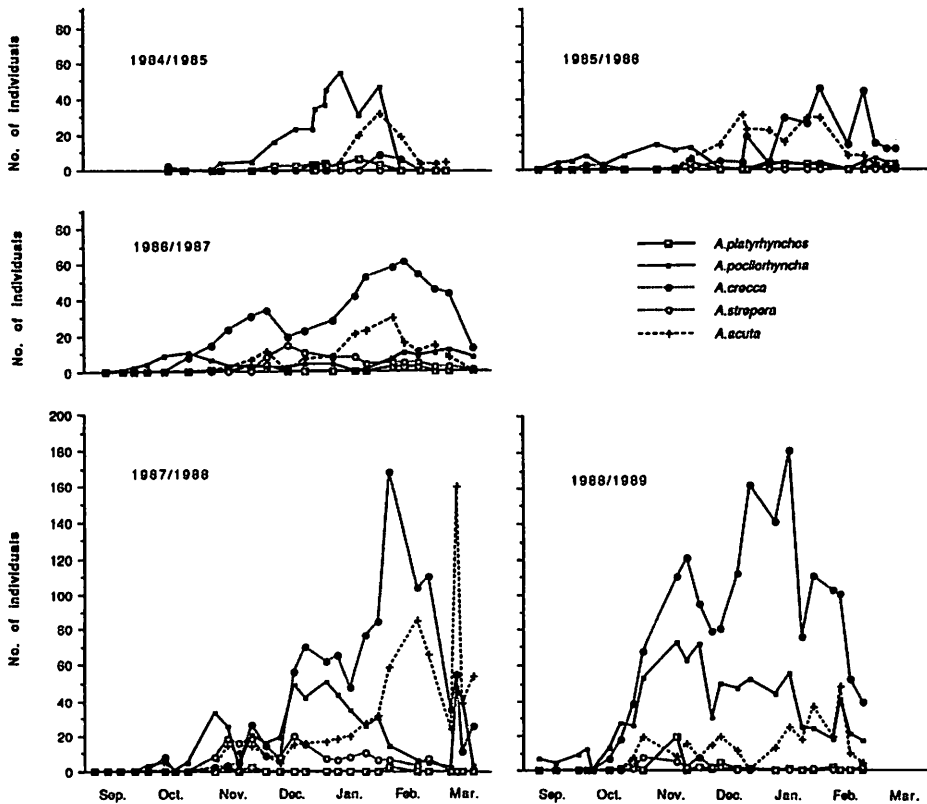 1984/1985
80
60
40
20
0
No. of individuals
1985/1986
80
60
40
20
0
1986/1987
No. of individuals
A.platyrhynchos
A.pocilorhyncha
A.crecca
A.strepera
A.acuta
200
180
160
140
120
100
80
60
40
20
0
No. of individuals
1987/1988
1988/1989
Sep. Oct. Nov. Dec. Jan. Feb. Mar.
Sep. Oct. Nov. Dec. Jan. Feb. Mar.